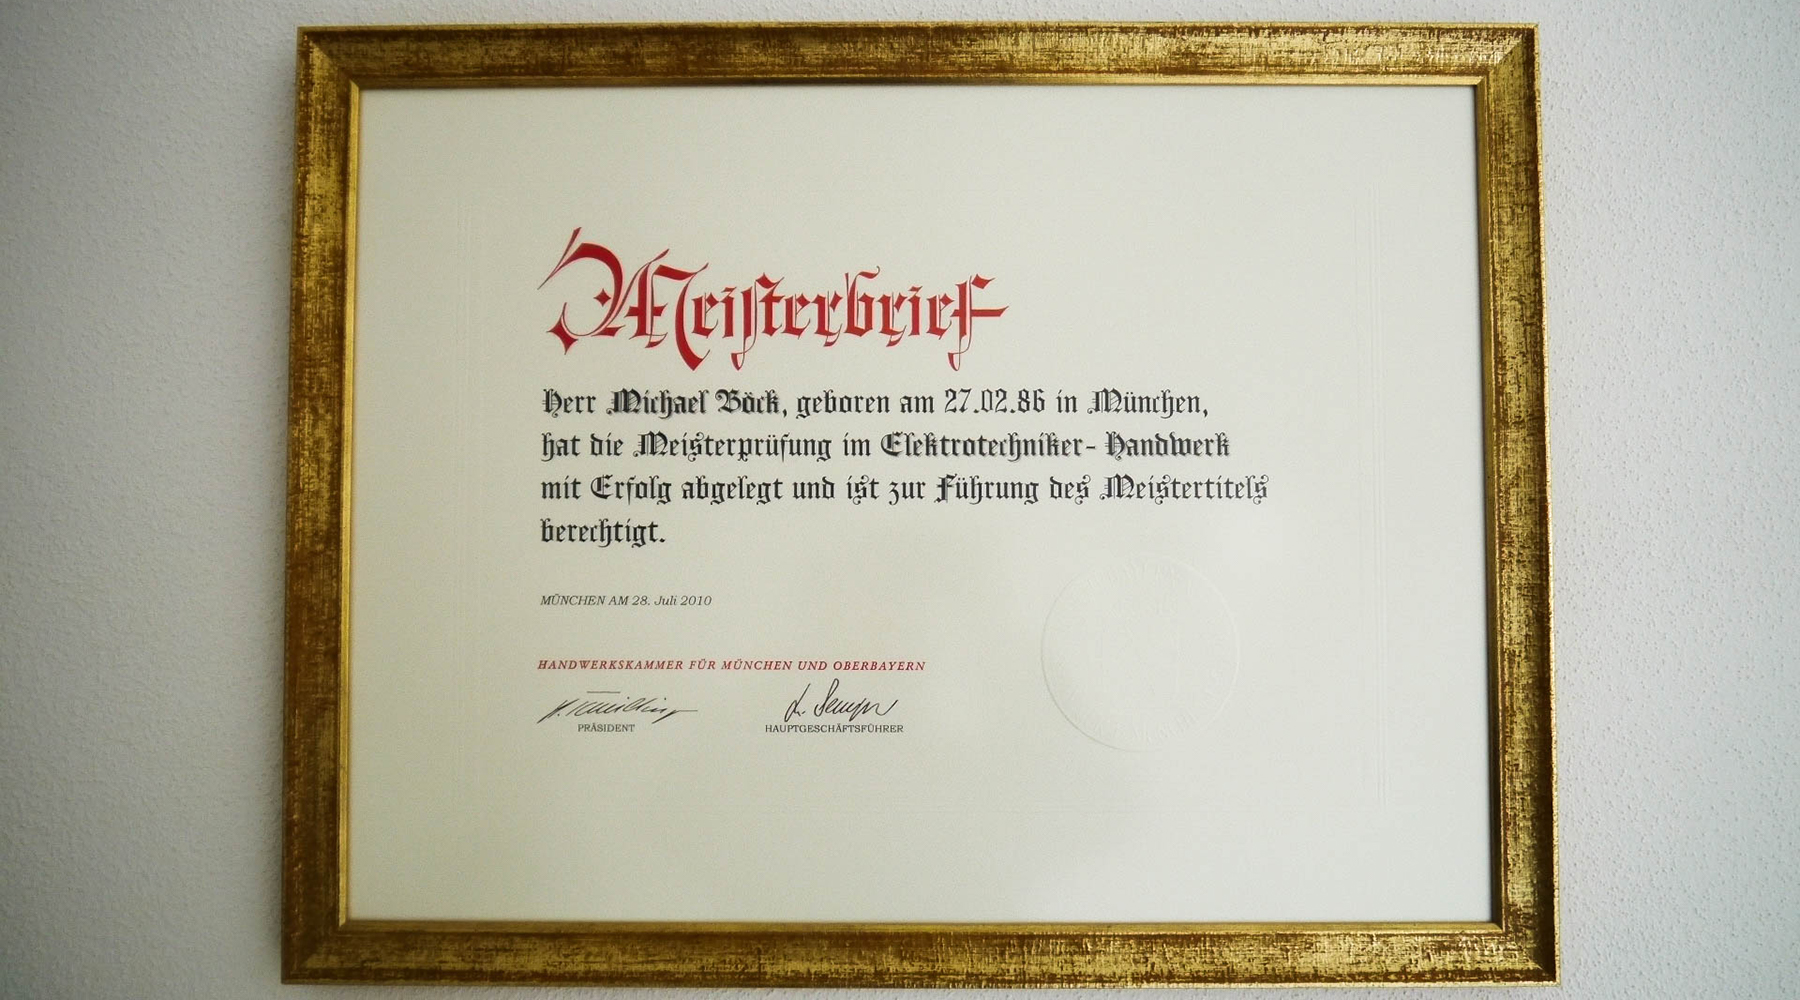 Meisterbrief
Herr Michael Böck, geboren am 27.02.86 in München,
hat die Meisterprüfung im Elektrotechniker- Handwerk
mit Erfolg abgelegt und ist zur Führung des Meistertitels
berechtigt.
MÜNCHEN AM 28. Juli 2010
HANDWERKSKAMMER FÜR MÜNCHEN UND OBERBAYERN
PRÄSIDENT
HAUPTGESCHÄFTSFÜHRER